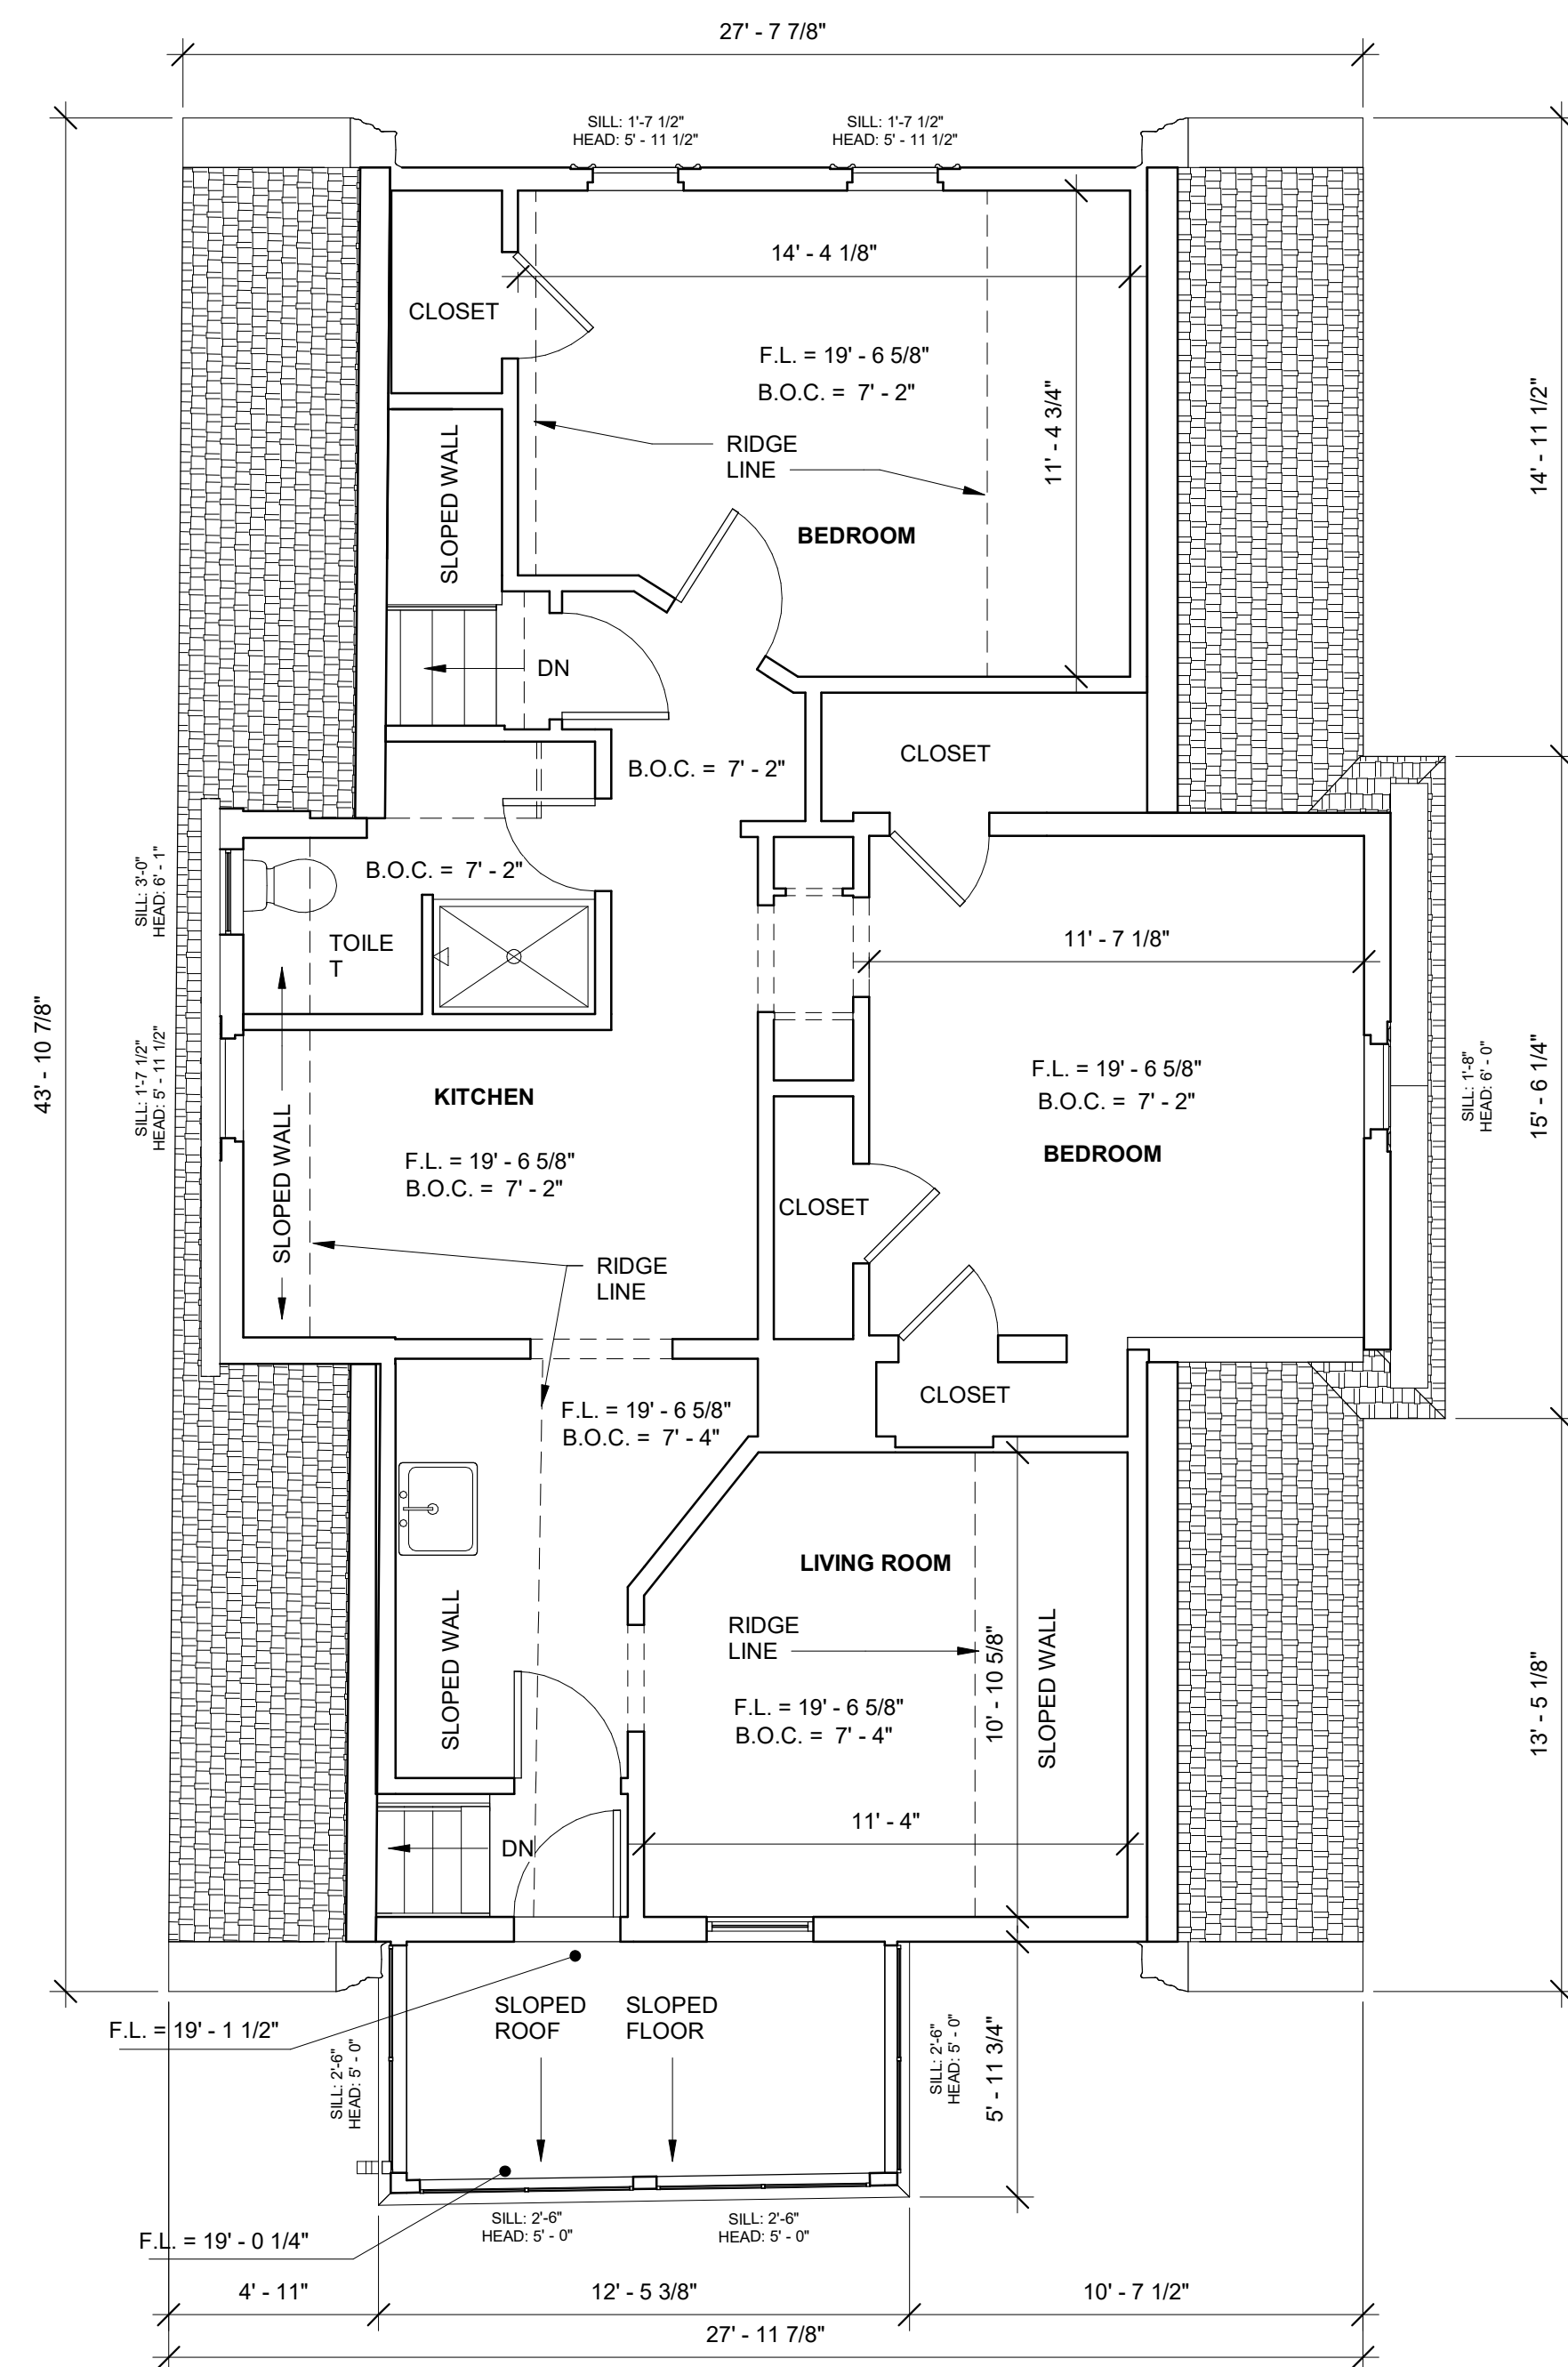 27' - 7 7/8"
SILL: 1'-7 1/2"
HEAD: 5' - 11 1/2"
SILL: 1'-7 1/2"
HEAD: 5' - 11 1/2"
14' - 4 1/8"
CLOSET
F.L. = 19' - 6 5/8"
B.O.C. = 7' - 2"
11' - 4 3/4"
14' - 11 1/2"
RIDGE
LINE
SLOPED WALL
BEDROOM
DN
B.O.C. = 7' - 2"
CLOSET
SILL: 3'-0"
HEAD: 6' - 1"
B.O.C. = 7' - 2"
TOILE
T
11' - 7 1/8"
43' - 10 7/8"
SILL: 1'-7 1/2"
HEAD: 5' - 11 1/2"
KITCHEN
F.L. = 19' - 6 5/8"
B.O.C. = 7' - 2"
SLOPED WALL
F.L. = 19' - 6 5/8"
B.O.C. = 7' - 2"
BEDROOM
SILL: 1'-8"
HEAD: 6' - 0"
15' - 6 1/4"
CLOSET
RIDGE
LINE
CLOSET
F.L. = 19' - 6 5/8"
B.O.C. = 7' - 4"
LIVING ROOM
RIDGE
LINE
SLOPED WALL
10' - 10 5/8"
SLOPED WALL
F.L. = 19' - 6 5/8"
B.O.C. = 7' - 4"
13' - 5 1/8"
11' - 4"
DN
F.L. = 19' - 1 1/2"
SLOPED
ROOF
SLOPED
FLOOR
SILL: 2'-6"
HEAD: 5' - 0"
SILL: 2'-6"
HEAD: 5' - 0"
5' - 11 3/4"
SILL: 2'-6"
HEAD: 5' - 0"
SILL: 2'-6"
HEAD: 5' - 0"
F.L. = 19' - 0 1/4"
4' - 11"
12' - 5 3/8"
10' - 7 1/2"
27' - 11 7/8"